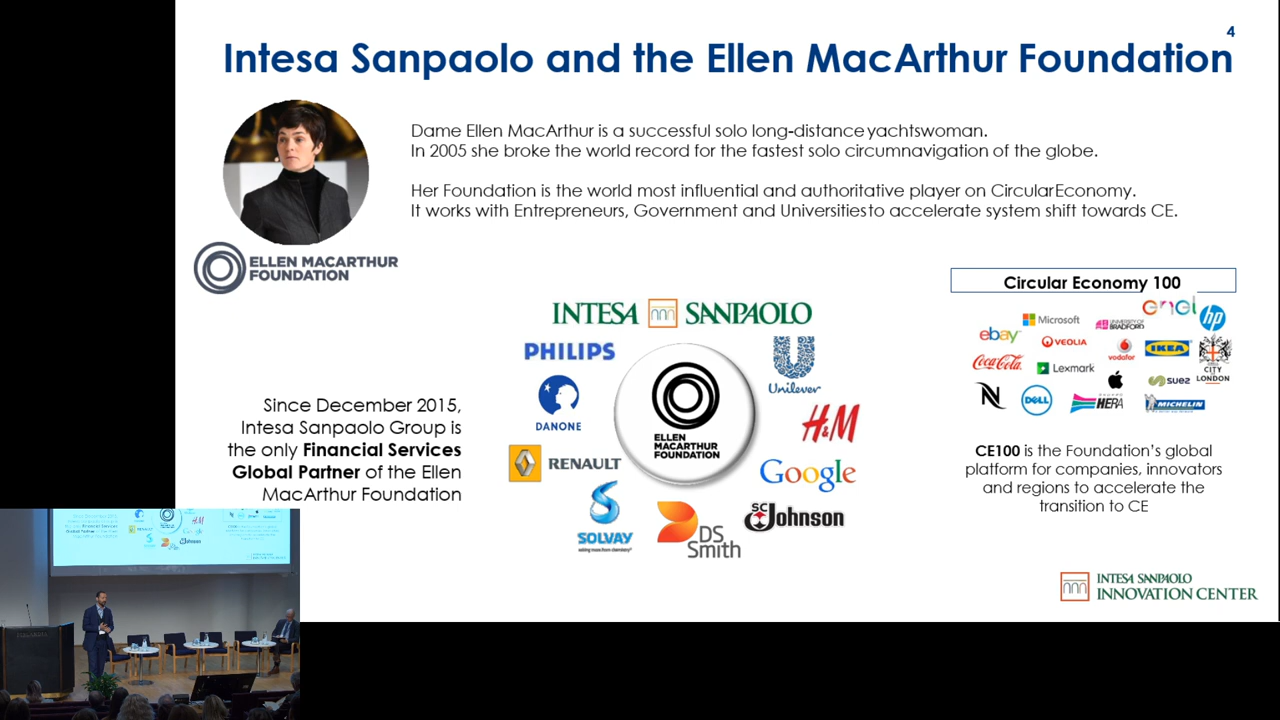 4
Intesa Sanpaolo and the Ellen MacArthur Foundation
Dame Ellen MacArthur is a successful solo long-distance yachtswoman.
In 2005 she broke the world record for the fastest solo circumnavigation of the globe.
Her Foundation is the world most influential and authoritative player on CircularEconomy.
It works with Entrepreneurs, Government and Universities to accelerate system shift towards CE.
ELLEN MACARTHUR
FOUNDATION
Since December 2015,
Intesa Sanpaolo Group is
the only Financial Services
Global Partner of the Ellen
MacArthur Foundation
INTESA SANPAOLO
PHILIPS
Unilever
DANONE
ELLEN
MACARTHUR
FOUNDATION
H&M
RENAULT
Google
SOLVAY
DS
Smith
SC Johnson
Circular Economy 100
enel
hp
Microsoft
UNIVERSITY OF
BRADFORD
ebay
VEOLIA
vodafor
IKEA
CITY
LONDON
Coca-Cola
Lexmark
suez
N
DELL
HERA
MICHELIN
CE100 is the Foundation's global
platform for companies, innovators
and regions to accelerate the
transition to CE
INTESA SANPAOLO
INNOVATION CENTER